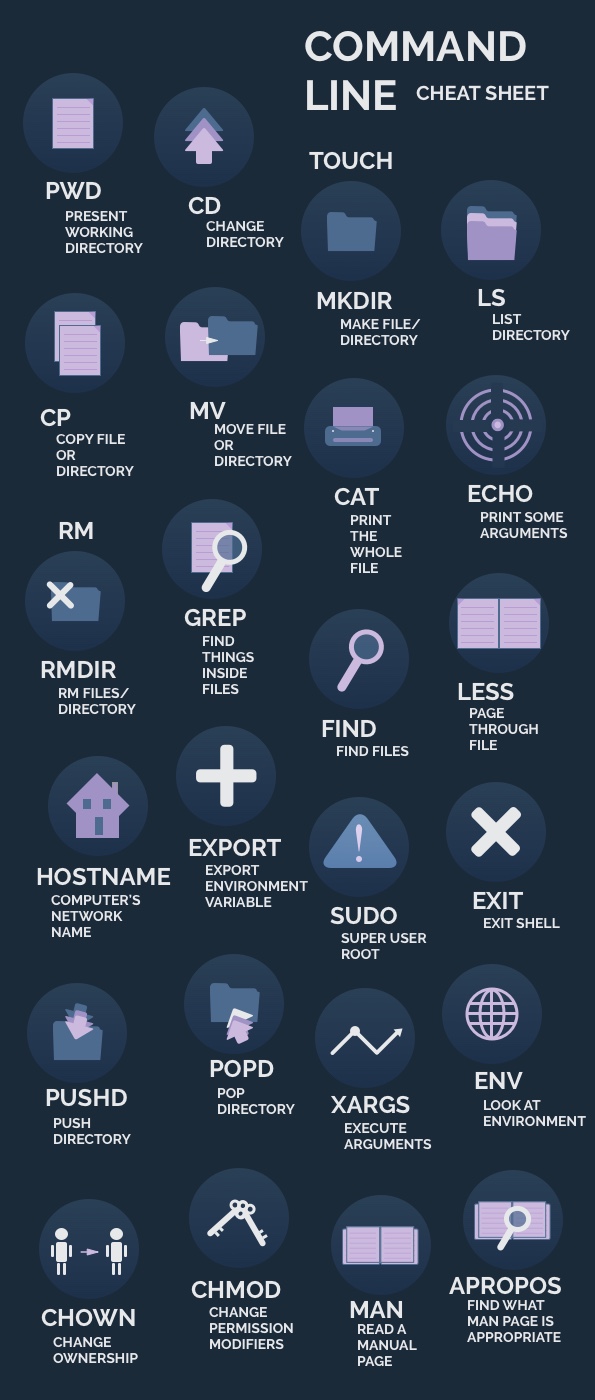 COMMAND
LINE CHEAT SHEET
PWD
PRESENT
WORKING
DIRECTORY
CD
CHANGE
DIRECTORY
TOUCH
MKDIR
MAKE FILE/
DIRECTORY
LS
LIST
DIRECTORY
CP
COPY FILE
OR
DIRECTORY
MV
MOVE FILE
OR
DIRECTORY
CAT
PRINT
THE
WHOLE
FILE
ECHO
PRINT SOME
ARGUMENTS
RM
RMDIR
RM FILES/
DIRECTORY
GREP
FIND
THINGS
INSIDE
FILES
FIND
FIND FILES
LESS
PAGE
THROUGH
FILE
HOSTNAME
COMPUTER'S
NETWORK
NAME
EXPORT
EXPORT
ENVIRONMENT
VARIABLE
SUDO
SUPER USER
ROOT
EXIT
EXIT SHELL
PUSHD
PUSH
DIRECTORY
POPD
POP
DIRECTORY
XARGS
EXECUTE
ARGUMENTS
ENV
LOOK AT
ENVIRONMENT
CHOWN
CHANGE
OWNERSHIP
CHMOD
CHANGE
PERMISSION
MODIFIERS
MAN
READ A
MANUAL
PAGE
APROPOS
FIND WHAT
MAN PAGE IS
APPROPRIATE